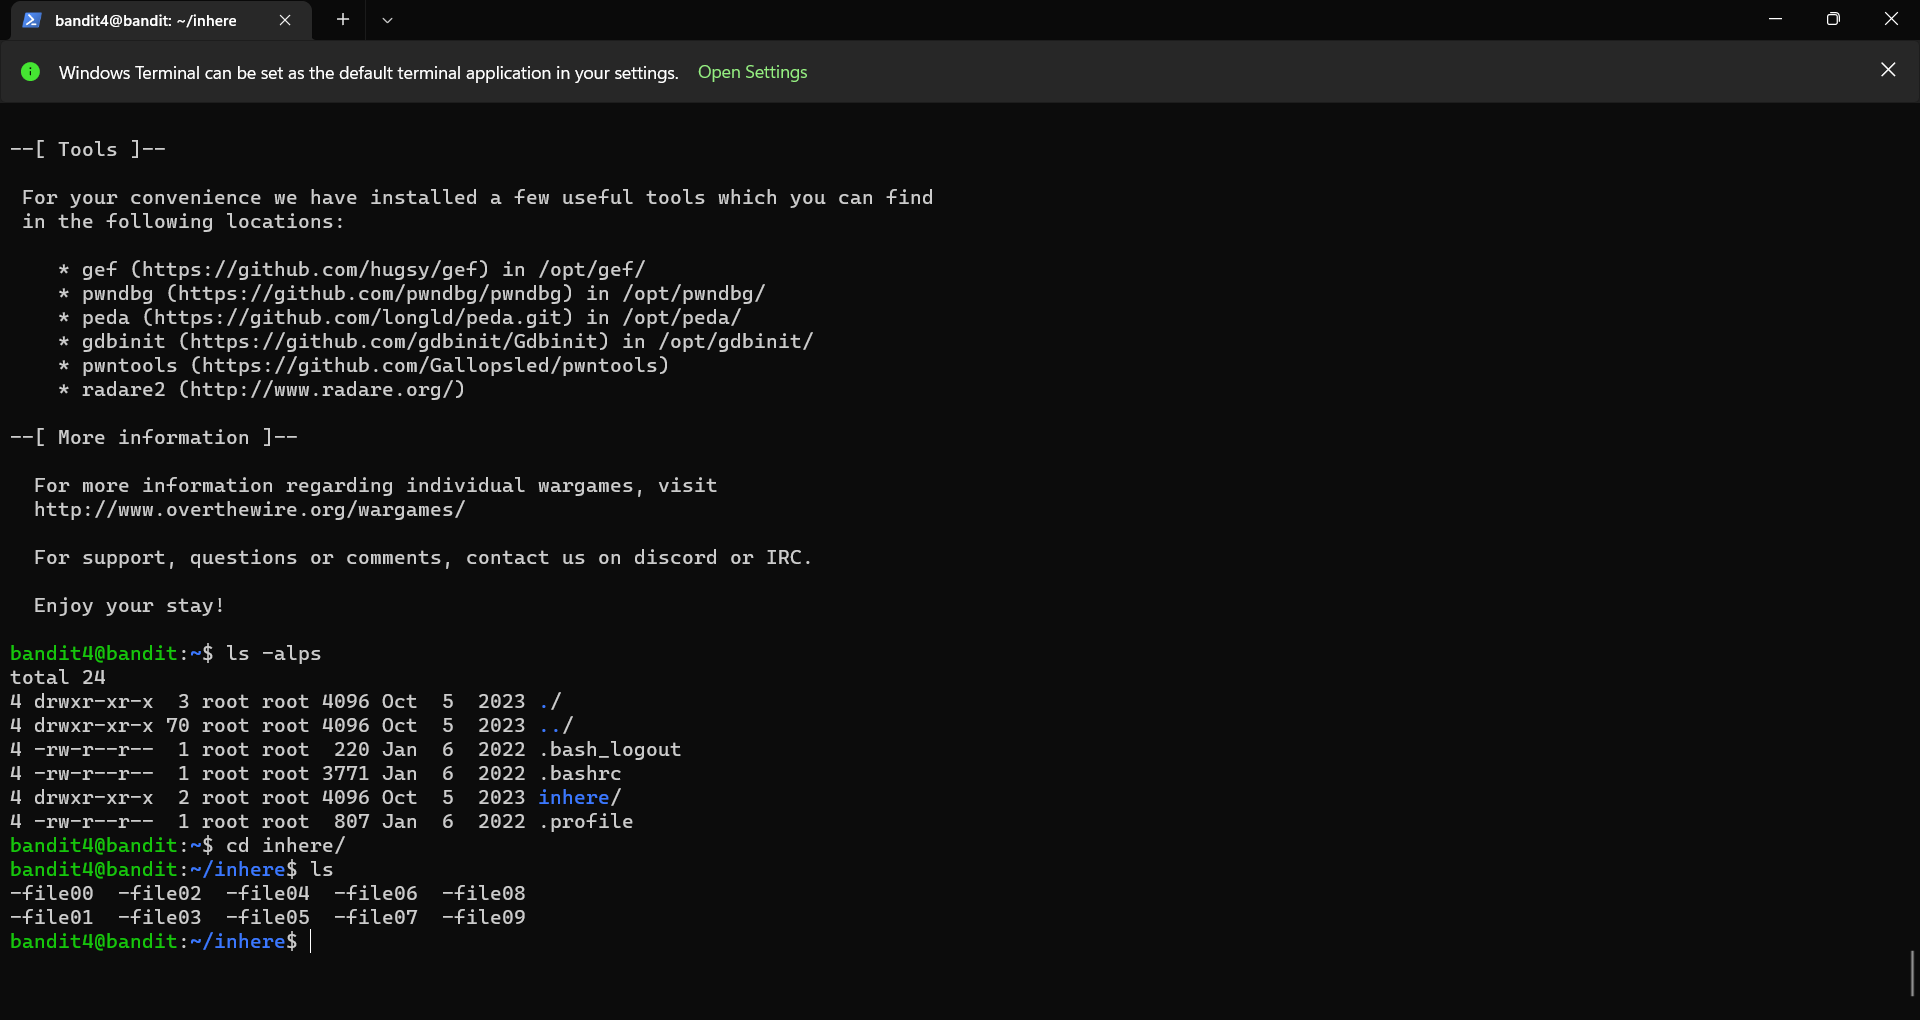 bandit4@bandit: ~/inhere
Windows Terminal can be set as the default terminal application in your settings. Open Settings
--[ Tools ]--
For your convenience we have installed a few useful tools which you can find
in the following locations:
* gef (https://github.com/hugsy/gef) in /opt/gef/
* pwndbg (https://github.com/pwndbg/pwndbg) in /opt/pwndbg/
* peda (https://github.com/longld/peda.git) in /opt/peda/
* gdbinit (https://github.com/gdbinit/Gdbinit) in /opt/gdbinit/
* pwntools (https://github.com/Gallopsled/pwntools)
* radare2 (http://www.radare.org/)
--[ More information ]--
For more information regarding individual wargames, visit
http://www.overthewire.org/wargames/
For support, questions or comments, contact us on discord or IRC.
Enjoy your stay!
bandit4@bandit:~$ ls -alps
total 24
4 drwxr-xr-x  3 root root 4096 Oct  5  2023 ./
4 drwxr-xr-x 70 root root 4096 Oct  5  2023 ../
4 -rw-r--r--  1 root root  220 Jan  6  2022 .bash_logout
4 -rw-r--r--  1 root root 3771 Jan  6  2022 .bashrc
4 drwxr-xr-x  2 root root 4096 Oct  5  2023 inhere/
4 -rw-r--r--  1 root root  807 Jan  6  2022 .profile
bandit4@bandit:~$ cd inhere/
bandit4@bandit:~/inhere$ ls
-file00  -file02  -file04  -file06  -file08
-file01  -file03  -file05  -file07  -file09
bandit4@bandit:~/inhere$